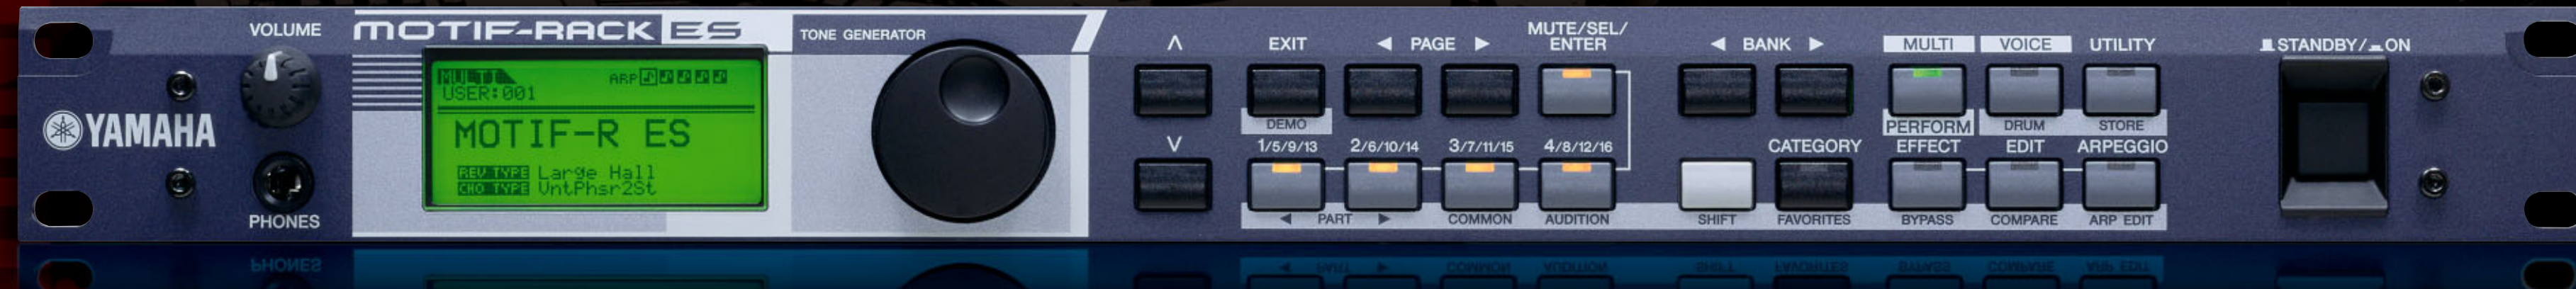 VOLUME
MOTIF-RACK ES
TONE GENERATOR
YAMAHA
PHONES
MULTI
ARP
USER:001
MOTIF-R ES
REV TYPE Large Hall
CHO TYPE VntPhsr2St
∧
EXIT
◀ PAGE ▶
MUTE/SEL/
ENTER
◀ BANK ▶
MULTI
VOICE
UTILITY
STANDBY/ ON
DEMO
PERFORM
DRUM
STORE
∨
1/5/9/13
2/6/10/14
3/7/11/15
4/8/12/16
CATEGORY
EFFECT
EDIT
ARPEGGIO
◀ PART ▶
COMMON
AUDITION
SHIFT
FAVORITES
BYPASS
COMPARE
ARP EDIT